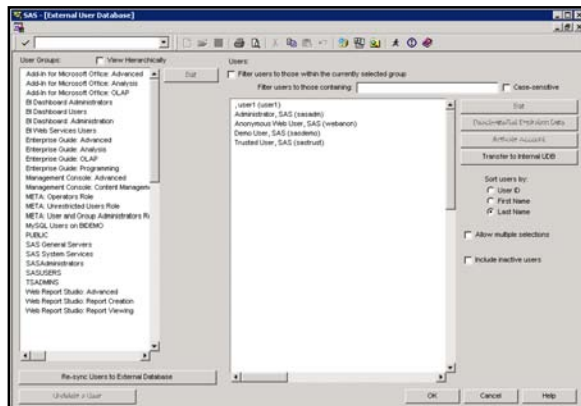 SAS - [External User Database]
User Groups:
View Hierarchically
Edit
Add-In for Microsoft Office: Advanced
Add-In for Microsoft Office: Analysis
Add-In for Microsoft Office: OLAP
BI Dashboard Administrators
BI Dashboard Users
BI Dashboard: Administration
BI Web Services Users
Enterprise Guide: Advanced
Enterprise Guide: Analysis
Enterprise Guide: OLAP
Enterprise Guide: Programming
Management Console: Advanced
Management Console: Content Managem
META: Operators Role
META: Unrestricted Users Role
META: User and Group Administrators R
MySQL Users on BIDEMO
PUBLIC
SAS General Servers
SAS System Services
SASAdministrators
SASUSERS
TSADMINS
Web Report Studio: Advanced
Web Report Studio: Report Creation
Web Report Studio: Report Viewing
Re-sync Users to External Database
Validate a User
Users:
Filter users to those within the currently selected group
Filter users to those containing:
Case-sensitive
, user1 (user1)
Administrator, SAS (sasadm)
Anonymous Web User, SAS (webanon)
Demo User, SAS (sasdemo)
Trusted User, SAS (sastrust)
Edit
Activate Account
Transfer to Internal UDB
Sort users by:
User ID
First Name
Last Name
Allow multiple selections
Include inactive users
OK
Cancel
Help